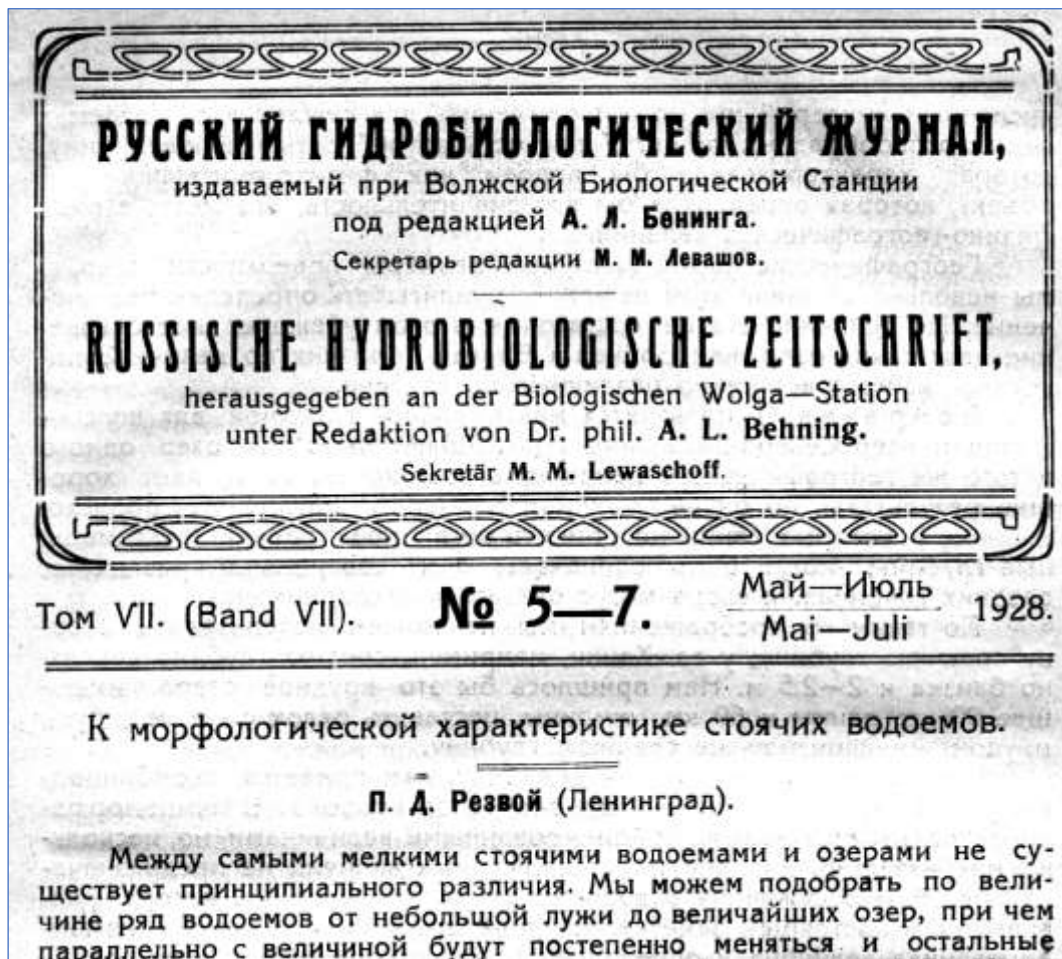 РУССКИЙ ГИДРОБИОЛОГИЧЕСКИЙ ЖУРНАЛ,
издаваемый при Волжской Биологической Станции
под редакцией А. Л. Бенинга.
Секретарь редакции М. М. Левашов.
RUSSISCHE HYDROBIOLOGISCHE ZEITSCHRIFT,
herausgegeben an der Biologischen Wolga—Station
unter Redaktion von Dr. phil. A. L. Behning.
Sekretär M. M. Lewaschoff.
Том VII. (Band VII). № 5—7. Май—Июль 1928.
Mai—Juli
К морфологической характеристике стоячих водоемов.
П. Д. Резвой (Ленинград).
Между самыми мелкими стоячими водоемами и озерами не су-
ществует принципиального различия. Мы можем подобрать по вели-
чине ряд водоемов от небольшой лужи до величайших озер, при чем
параллельно с величиной будут постепенно меняться и остальные